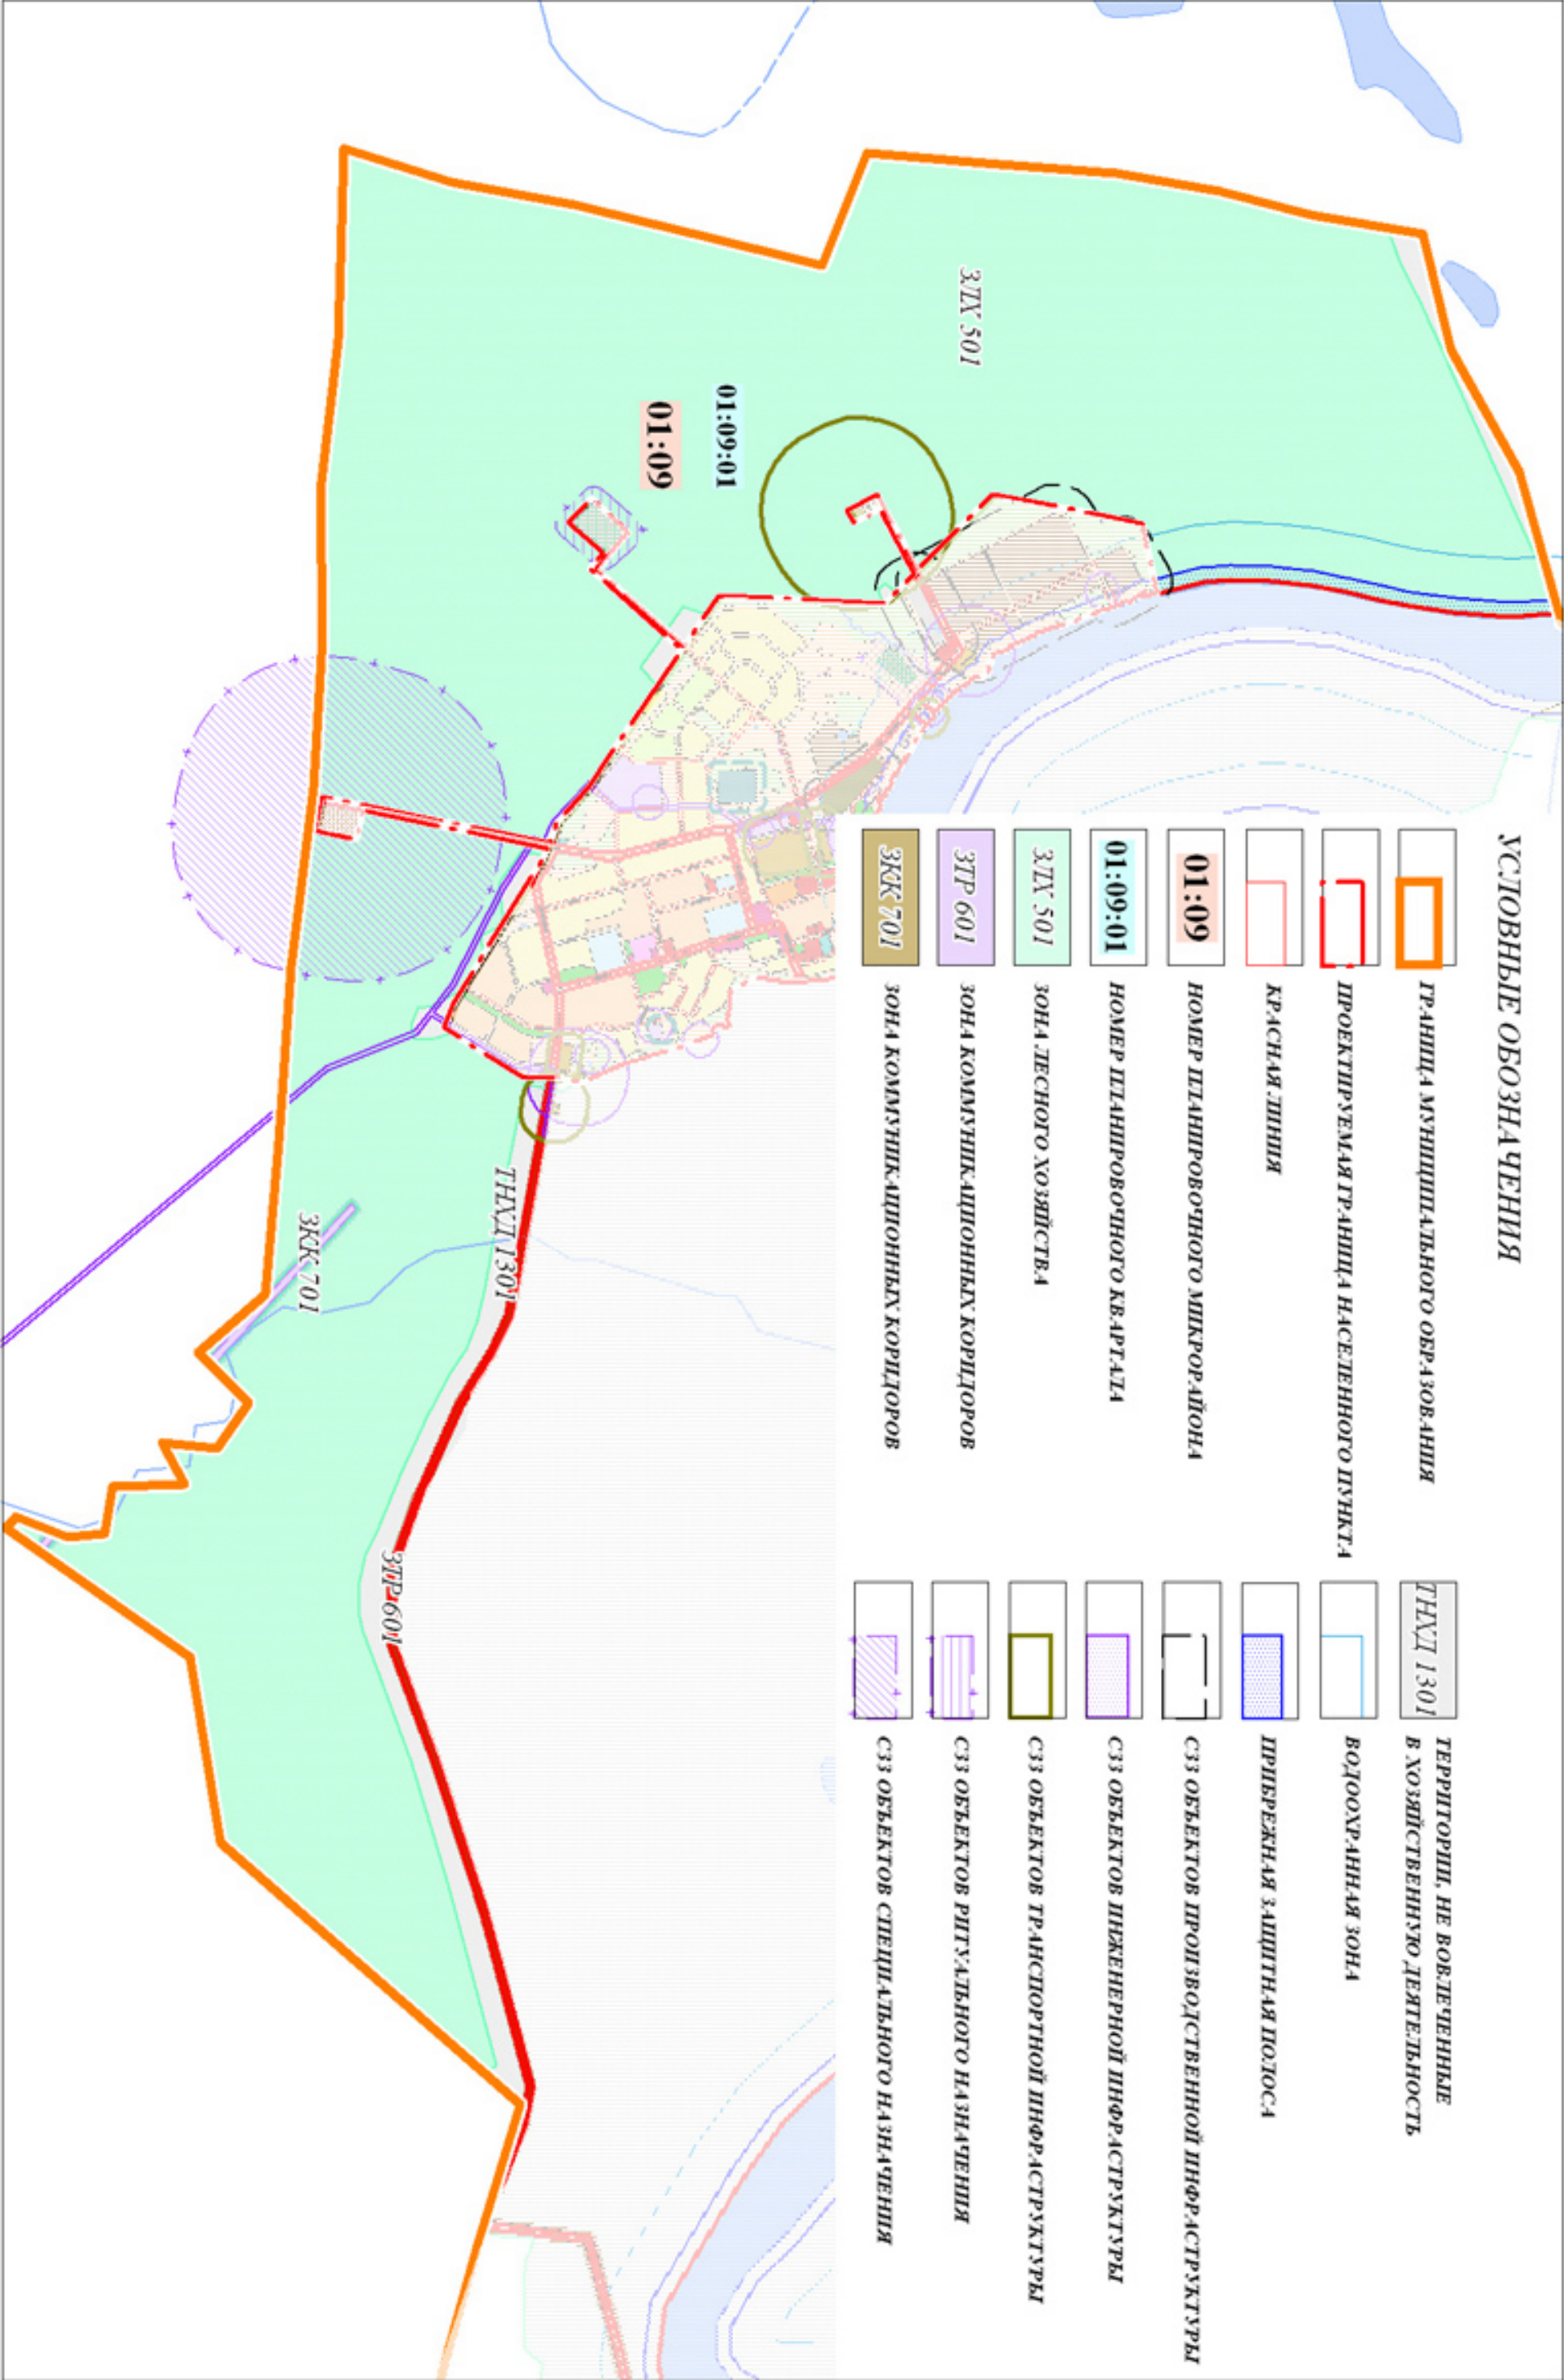 УСЛОВНЫЕ ОБОЗНАЧЕНИЯ
ГРАНИЦА МУНИЦИПАЛЬНОГО ОБРАЗОВАНИЯ
ПРОЕКТИРУЕМАЯ ГРАНИЦА НАСЕЛЕННОГО ПУНКТА
КРАСНАЯ ЛИНИЯ
01:09 НОМЕР ПЛАНИРОВОЧНОГО МИКРОРАЙОНА
01:09:01 НОМЕР ПЛАНИРОВОЧНОГО КВАРТАЛА
ЗЛХ 501 ЗОНА ЛЕСНОГО ХОЗЯЙСТВА
ЗТР 601 ЗОНА КОММУНИКАЦИОННЫХ КОРИДОРОВ
ЗКК 701 ЗОНА КОММУНИКАЦИОННЫХ КОРИДОРОВ
ТНХД 1301 ТЕРРИТОРИИ, НЕ ВОВЛЕЧЕННЫЕ
В ХОЗЯЙСТВЕННУЮ ДЕЯТЕЛЬНОСТЬ
ВОДООХРАННАЯ ЗОНА
ПРИБРЕЖНАЯ ЗАЩИТНАЯ ПОЛОСА
СЗЗ ОБЪЕКТОВ ПРОИЗВОДСТВЕННОЙ ИНФРАСТРУКТУРЫ
СЗЗ ОБЪЕКТОВ ИНЖЕНЕРНОЙ ИНФРАСТРУКТУРЫ
СЗЗ ОБЪЕКТОВ ТРАНСПОРТНОЙ ИНФРАСТРУКТУРЫ
СЗЗ ОБЪЕКТОВ РИТУАЛЬНОГО НАЗНАЧЕНИЯ
СЗЗ ОБЪЕКТОВ СПЕЦИАЛЬНОГО НАЗНАЧЕНИЯ
ЗЛХ 501
01:09:01
01:09
ТНХД 1301
ЗТР 601
ЗКК 701